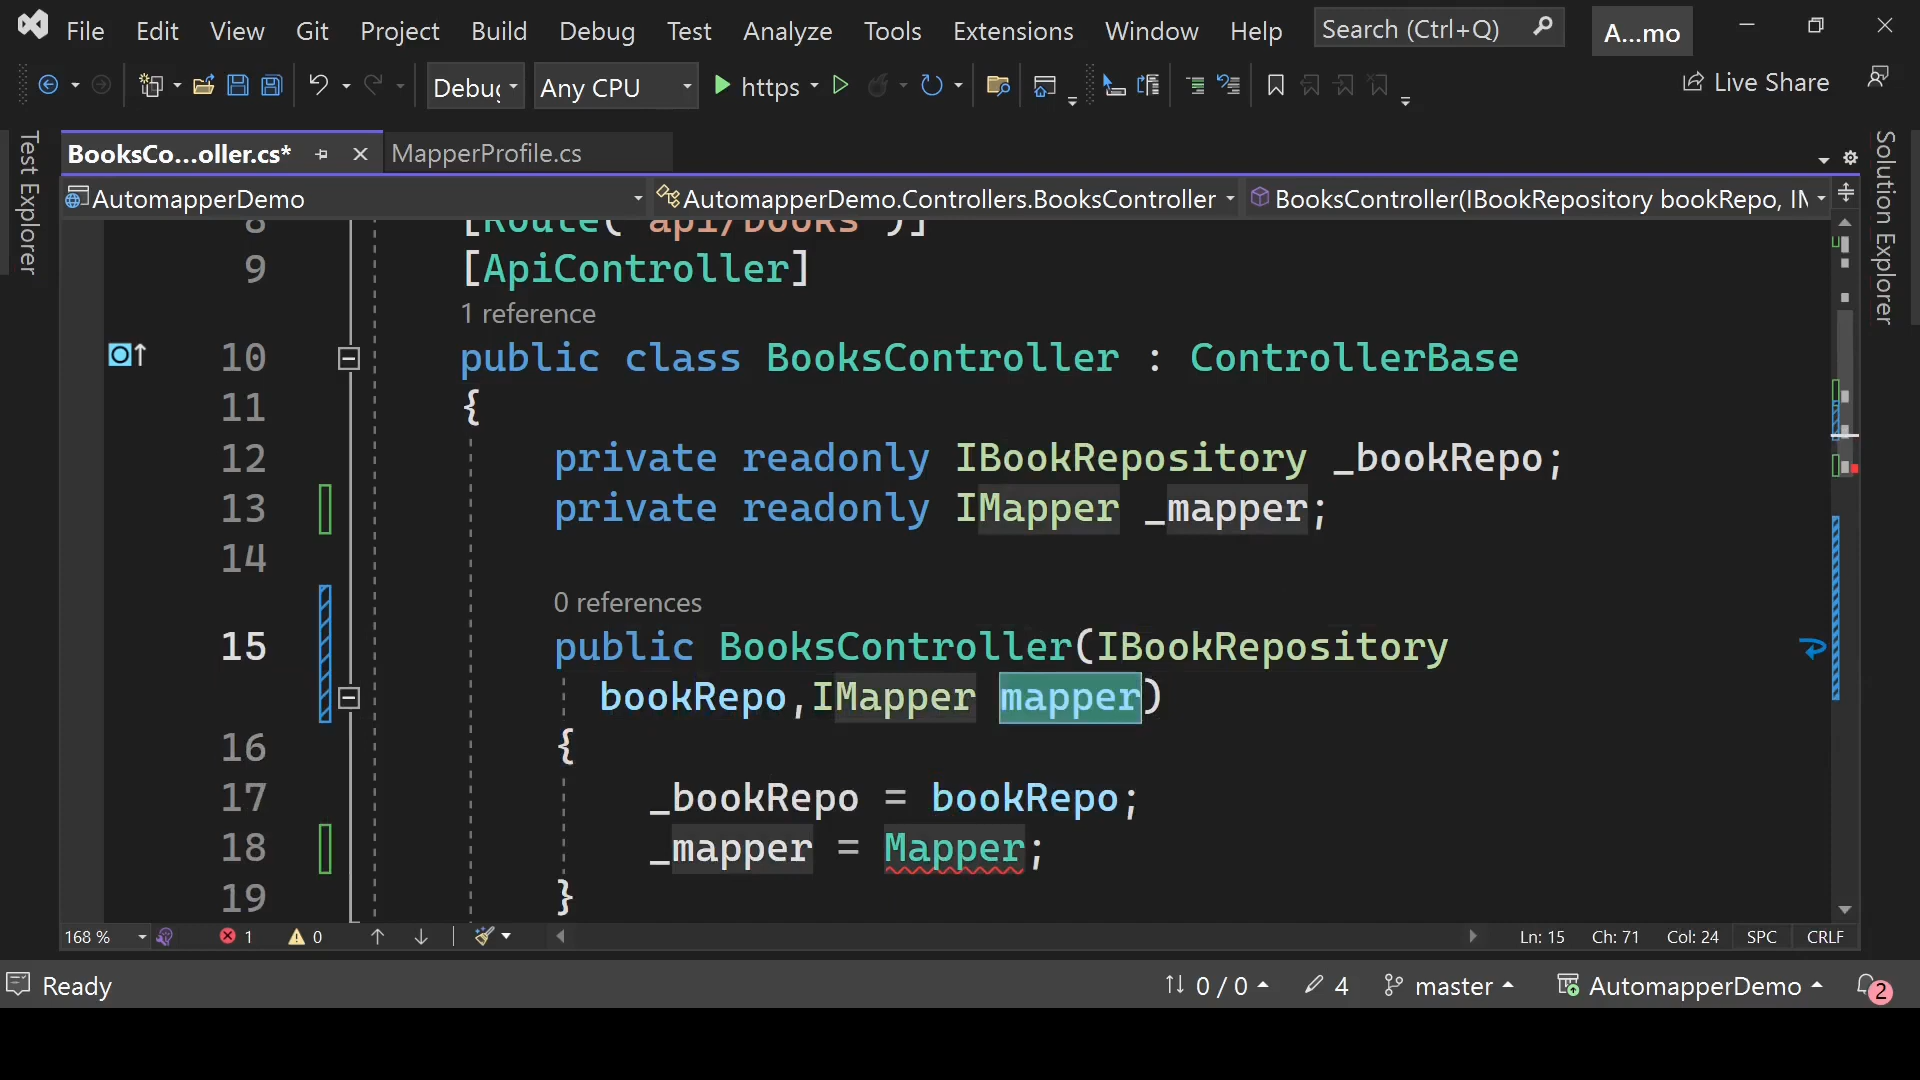 File Edit View Git Project Build Debug Test Analyze Tools Extensions Window Help Search (Ctrl+Q) A...mo
Debug Any CPU https Live Share
Test Explorer
BooksCo...oller.cs* MapperProfile.cs
Solution Explorer
AutomapperDemo AutomapperDemo.Controllers.BooksController BooksController(IBookRepository bookRepo, IM
8 [Route("api/books")]
9 [ApiController]
1 reference
10 public class BooksController : ControllerBase
11 {
12 private readonly IBookRepository _bookRepo;
13 private readonly IMapper _mapper;
14
0 references
15 public BooksController(IBookRepository
bookRepo,IMapper mapper)
16 {
17 _bookRepo = bookRepo;
18 _mapper = Mapper;
19 }
168 % 1 0 Ln: 15 Ch: 71 Col: 24 SPC CRLF
Ready 0 / 0 4 master AutomapperDemo 2